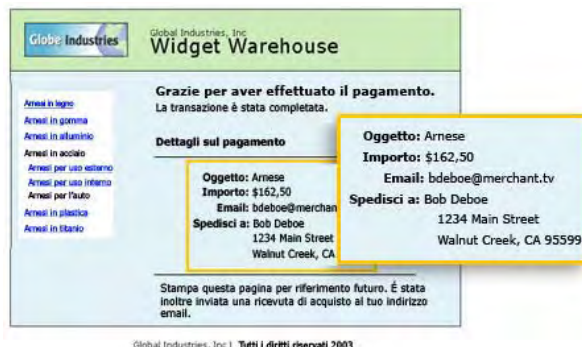 Globe Industries
Global Industries, Inc
Widget Warehouse
Arnesi in legno
Arnesi in gomma
Arnesi in alluminio
Arnesi in acciaio
Arnesi per uso esterno
Arnesi per uso interno
Arnesi per l'auto
Arnesi in plastica
Arnesi in titanio
Grazie per aver effettuato il pagamento.
La transazione è stata completata.
Dettagli sul pagamento
Oggetto: Arnese
Importo: $162,50
Email: bdeboe@merchan
Spedisci a: Bob Deboe
1234 Main Street
Walnut Creek, CA
Oggetto: Arnese
Importo: $162,50
Email: bdeboe@merchant.tv
Spedisci a: Bob Deboe
1234 Main Street
Walnut Creek, CA 95599
Stampa questa pagina per riferimento futuro. É stata
inoltre inviata una ricevuta di acquisto al tuo indirizzo
email.
Global Industries, Inc | Tutti i diritti riservati 2003